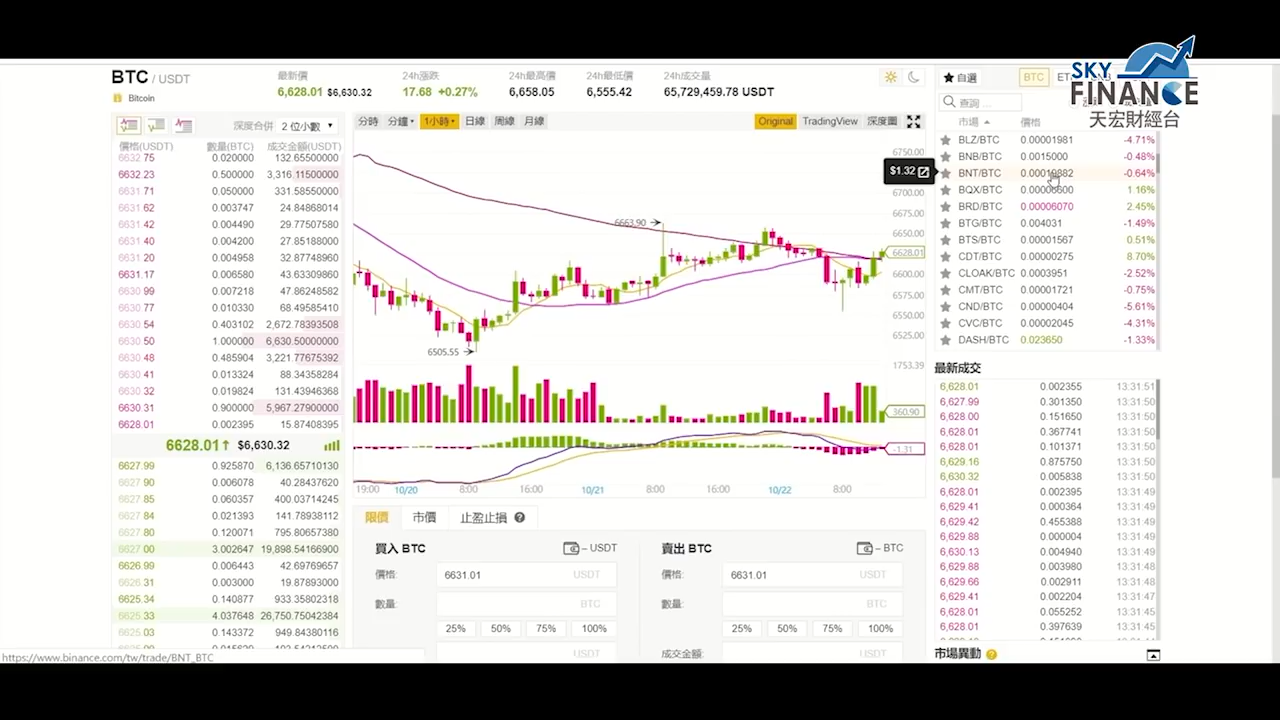 SKY
FINANCE
天宏財經台
BTC / USDT
Bitcoin
最新價
6,628.01 $6,630.32
24h漲跌
17.68 +0.27%
24h最高價
6,658.05
24h最低價
6,555.42
24h成交量
65,729,459.78 USDT
深度合併 2 位小數
價格(USDT) 數量(BTC) 成交金額(USDT)
6632 75 0.020000 132.65500000
6632 23 0.500000 3,316.11500000
6631 71 0.050000 331.58550000
6631 62 0.003747 24.84868014
6631 42 0.004490 29.77507580
6631 40 0.004200 27.85188000
6631 20 0.004958 32.87748960
6631.17 0.006580 43.63309860
6630 99 0.007218 47.86248582
6630 77 0.010330 68.49585410
6630 54 0.403102 2,672.78393508
6630 50 1.000000 6,630.50000000
6630 48 0.485904 3,221.77675392
6630 41 0.013324 88.34358284
6630 32 0.019824 131.43946368
6630 31 0.900000 5,967.27900000
6628.01 0.002395 15.87408395
6628.01↑ $6,630.32
6627.99 0.925870 6,136.65710130
6627 90 0.006078 40.28437620
6627 85 0.060357 400.03714245
6627 84 0.021393 141.78938112
6627 80 0.120071 795.80657380
6627 00 3.002647 19,898.54166900
6626.99 0.006443 42.69769657
6626.31 0.003000 19.87893000
6625.34 0.140877 933.35802318
6625.33 4.037648 26,750.75042384
6625 03 0.143372 949.84380116
https://www.binance.com/tw/trade/BNT_BTC
分時 分鐘 1小時 日線 周線 月線
Original TradingView 深度圖
6750.00
6700.00
6675.00
6650.00
6628.01
6600.00
6575.00
6550.00
6525.00
1753.39
360.90
-1.31
6663.90
6505.55
19:00 10/20 8:00 16:00 10/21 8:00 16:00 10/22 8:00
限價 市價 止盈止損
買入 BTC – USDT
價格: 6631.01 USDT
數量: BTC
25% 50% 75% 100%
USDT
賣出 BTC – BTC
價格: 6631.01 USDT
數量: BTC
25% 50% 75% 100%
成交金額: USDT
自選 BTC
查詢 ...
市場 價格
BLZ/BTC 0.00001981 -4.71%
BNB/BTC 0.0015000 -0.48%
$1.32
BNT/BTC -0.64%
BQX/BTC 1.16%
BRD/BTC 0.00006070 2.45%
BTG/BTC 0.004031 -1.49%
BTS/BTC 0.00001567 0.51%
CDT/BTC 0.00000275 8.70%
CLOAK/BTC 0.0003951 -2.52%
CMT/BTC 0.00001721 -0.75%
CND/BTC 0.00000404 -5.61%
CVC/BTC 0.00002045 -4.31%
DASH/BTC 0.023650 -1.33%
最新成交
6,628.01 0.002355 13:31:51
6,627.99 0.301350 13:31:50
6,628.00 0.151650 13:31:50
6,628.01 0.367741 13:31:50
6,628.01 0.101371 13:31:50
6,629.16 0.875750 13:31:50
6,630.32 0.005838 13:31:50
6,628.01 0.002395 13:31:49
6,629.41 0.000364 13:31:49
6,629.42 0.455388 13:31:49
6,629.88 0.000004 13:31:49
6,630.13 0.004940 13:31:49
6,629.88 0.003980 13:31:48
6,629.66 0.002911 13:31:48
6,629.41 0.002204 13:31:47
6,628.01 0.055252 13:31:45
6,628.01 0.397639 13:31:45
市場異動